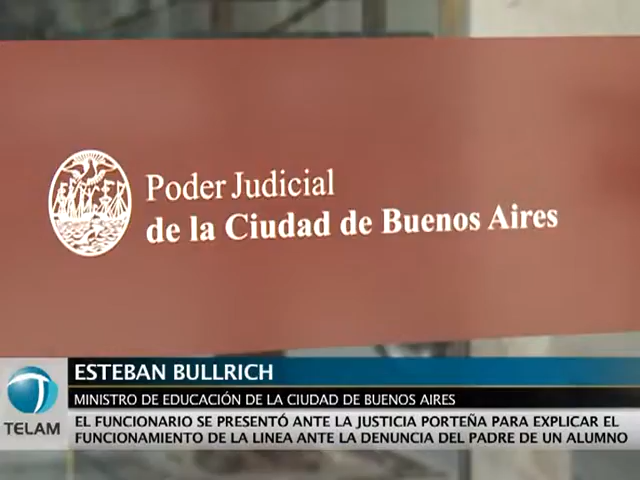 Poder Judicial
de la Ciudad de Buenos Aires
ESTEBAN BULLRICH
MINISTRO DE EDUCACIÓN DE LA CIUDAD DE BUENOS AIRES
TELAM
EL FUNCIONARIO SE PRESENTÓ ANTE LA JUSTICIA PORTEÑA PARA EXPLICAR EL
FUNCIONAMIENTO DE LA LINEA ANTE LA DENUNCIA DEL PADRE DE UN ALUMNO